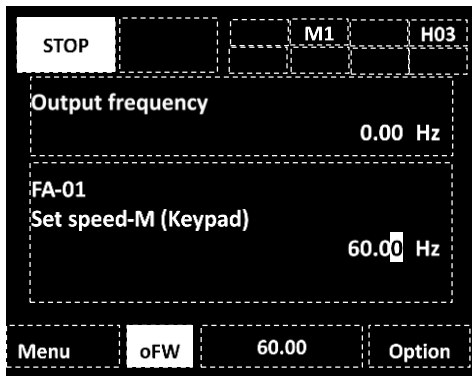 STOP M1 H03
Output frequency
0.00 Hz
FA-01
Set speed-M (Keypad)
60.00 Hz
Menu oFW 60.00 Option